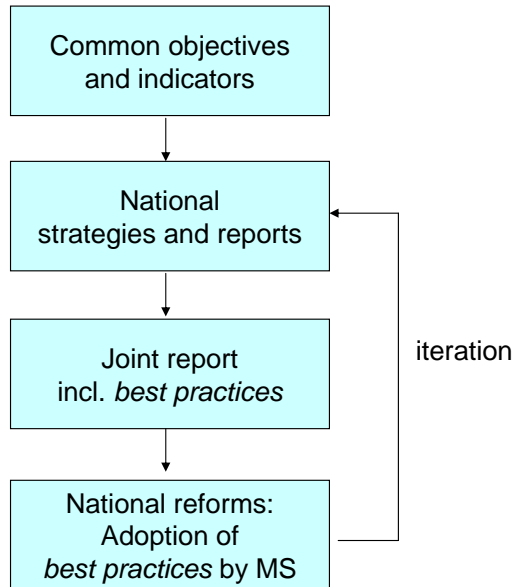 Common objectives
and indicators
National
strategies and reports
Joint report
incl. best practices
iteration
National reforms:
Adoption of
best practices by MS